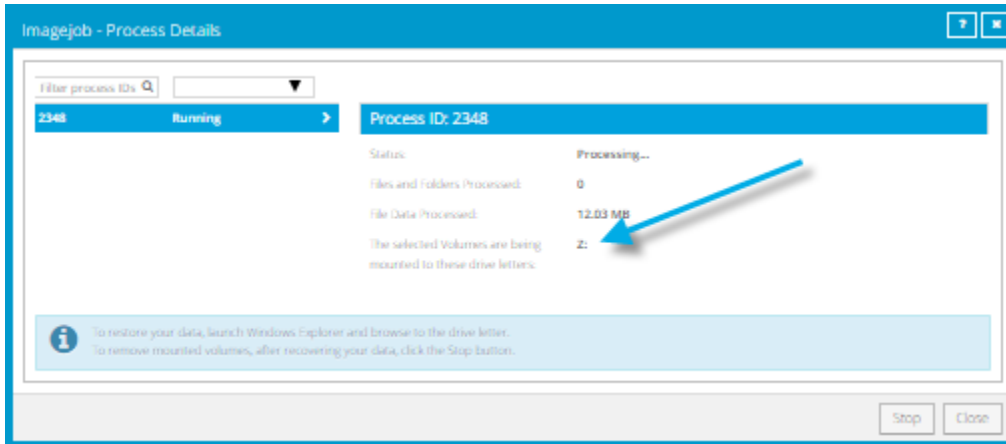 Imagejob - Process Details
? ×
Filter process IDs
2348 Running
Process ID: 2348
Status: Processing...
Files and Folders Processed: 0
File Data Processed: 12.03 MB
The selected Volumes are being Z:
mounted to these drive letters:
To restore your data, launch Windows Explorer and browse to the drive letter.
To remove mounted volumes, after recovering your data, click the Stop button.
Stop Close